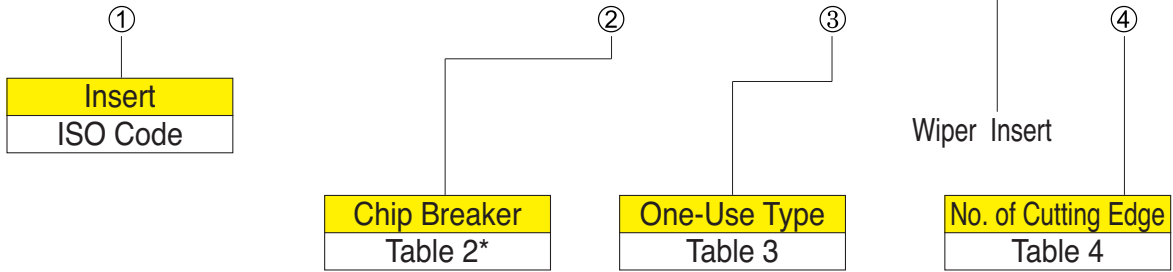 ① ② ③ ④
Insert
ISO Code
Wiper Insert
Chip Breaker
Table 2*
One-Use Type
Table 3
No. of Cutting Edge
Table 4